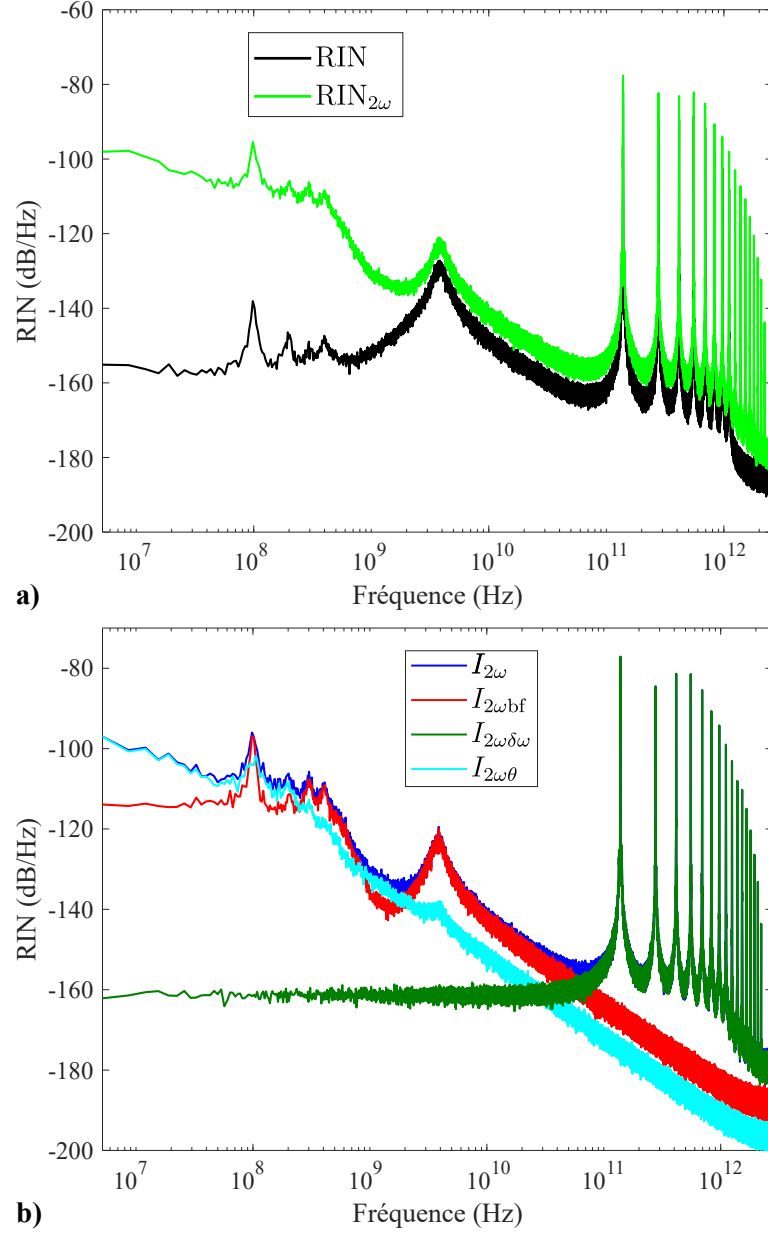 -60
-80
-100
-120
-140
-160
-180
-200
RIN (dB/Hz)
RIN
RIN2ω
10^7 10^8 10^9 10^10 10^11 10^12
Fréquence (Hz)
a)
-80
-100
-120
-140
-160
-180
-200
RIN (dB/Hz)
I2ω
I2ωbf
I2ωδω
I2ωθ
10^7 10^8 10^9 10^10 10^11 10^12
Fréquence (Hz)
b)